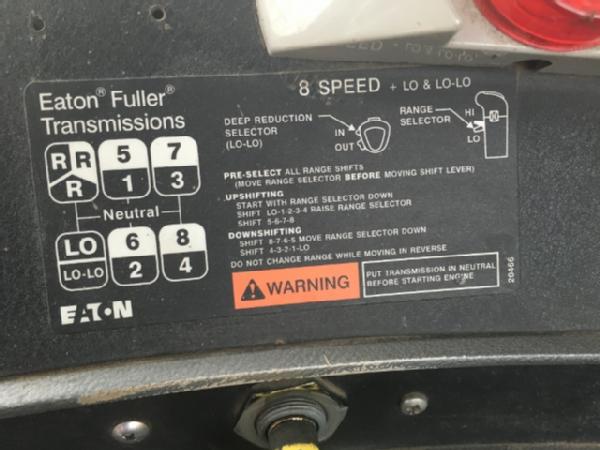 8 SPEED + LO & LO-LO
Eaton® Fuller®
Transmissions
DEEP REDUCTION
SELECTOR
(LO-LO)
IN
OUT
RANGE
SELECTOR
HI
LO
R R 5 7
R 1 3
Neutral
LO 6 8
LO-LO 2 4
PRE-SELECT ALL RANGE SHIFTS
(MOVE RANGE SELECTOR BEFORE MOVING SHIFT LEVER)
UPSHIFTING
START WITH RANGE SELECTOR DOWN
SHIFT LO-1-2-3-4 RAISE RANGE SELECTOR
SHIFT 5-6-7-8
DOWNSHIFTING
SHIFT 8-7-6-5 MOVE RANGE SELECTOR DOWN
SHIFT 4-3-2-1-LO
DO NOT CHANGE RANGE WHILE MOVING IN REVERSE
WARNING
PUT TRANSMISSION IN NEUTRAL
BEFORE STARTING ENGINE
20466
EATON